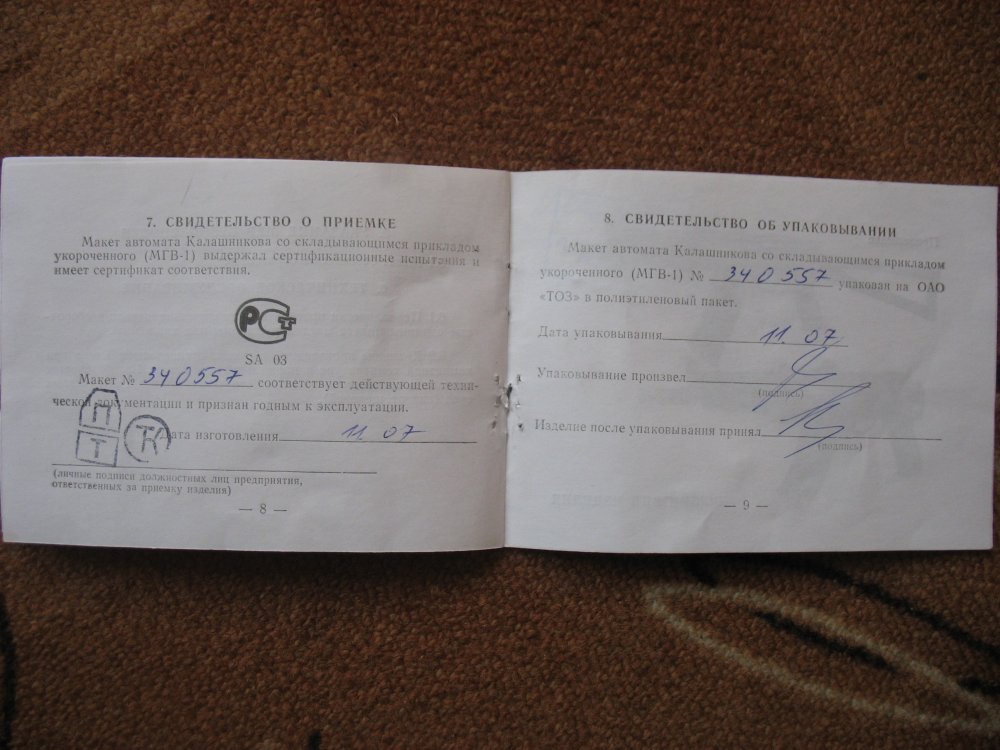 7. СВИДЕТЕЛЬСТВО О ПРИЕМКЕ
Макет автомата Калашникова со складывающимся прикладом
укороченного (МГВ-1) выдержал сертификационные испытания и
имеет сертификат соответствия.
РСТ
SA 03
Макет № 340557 соответствует действующей техни-
ческой документации и признан годным к эксплуатации.
П
Т
ТК
Дата изготовления 11 07
(личные подписи должностных лиц предприятия,
ответственных за приемку изделия)
— 8 —
8. СВИДЕТЕЛЬСТВО ОБ УПАКОВЫВАНИИ
Макет автомата Калашникова со складывающимся прикладом
укороченного (МГВ-1) № 340557 упакован на ОАО
«ТОЗ» в полиэтиленовый пакет.
Дата упаковывания 11. 07
Упаковывание произвел
(подпись)
Изделие после упаковывания принял
(подпись)
— 9 —